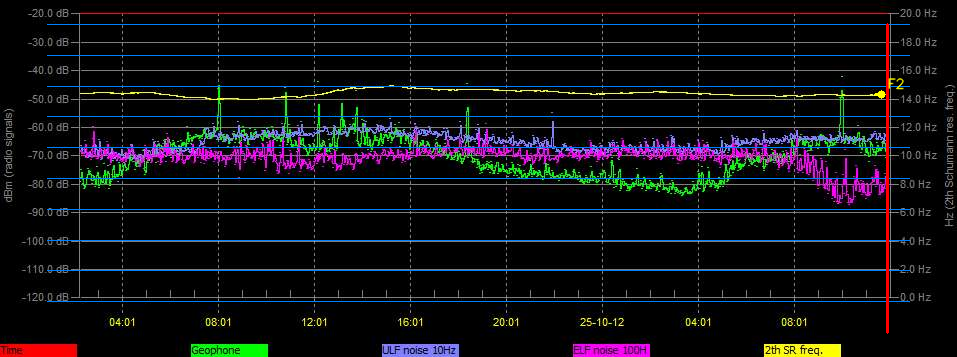 -20.0 dB 20.0 Hz
-30.0 dB 18.0 Hz
-40.0 dB 16.0 Hz
F2
-50.0 dB 14.0 Hz
-60.0 dB 12.0 Hz
-70.0 dB 10.0 Hz
-80.0 dB 8.0 Hz
-90.0 dB 6.0 Hz
-100.0 dB 4.0 Hz
-110.0 dB 2.0 Hz
-120.0 dB 0.0 Hz
dBm (radio signals)
Hz (2th Schumann res. freq.)
04:01 08:01 12:01 16:01 20:01 25-10-12 04:01 08:01
Time Geophone ULF noise 10Hz ELF noise 100H 2th SR freq.